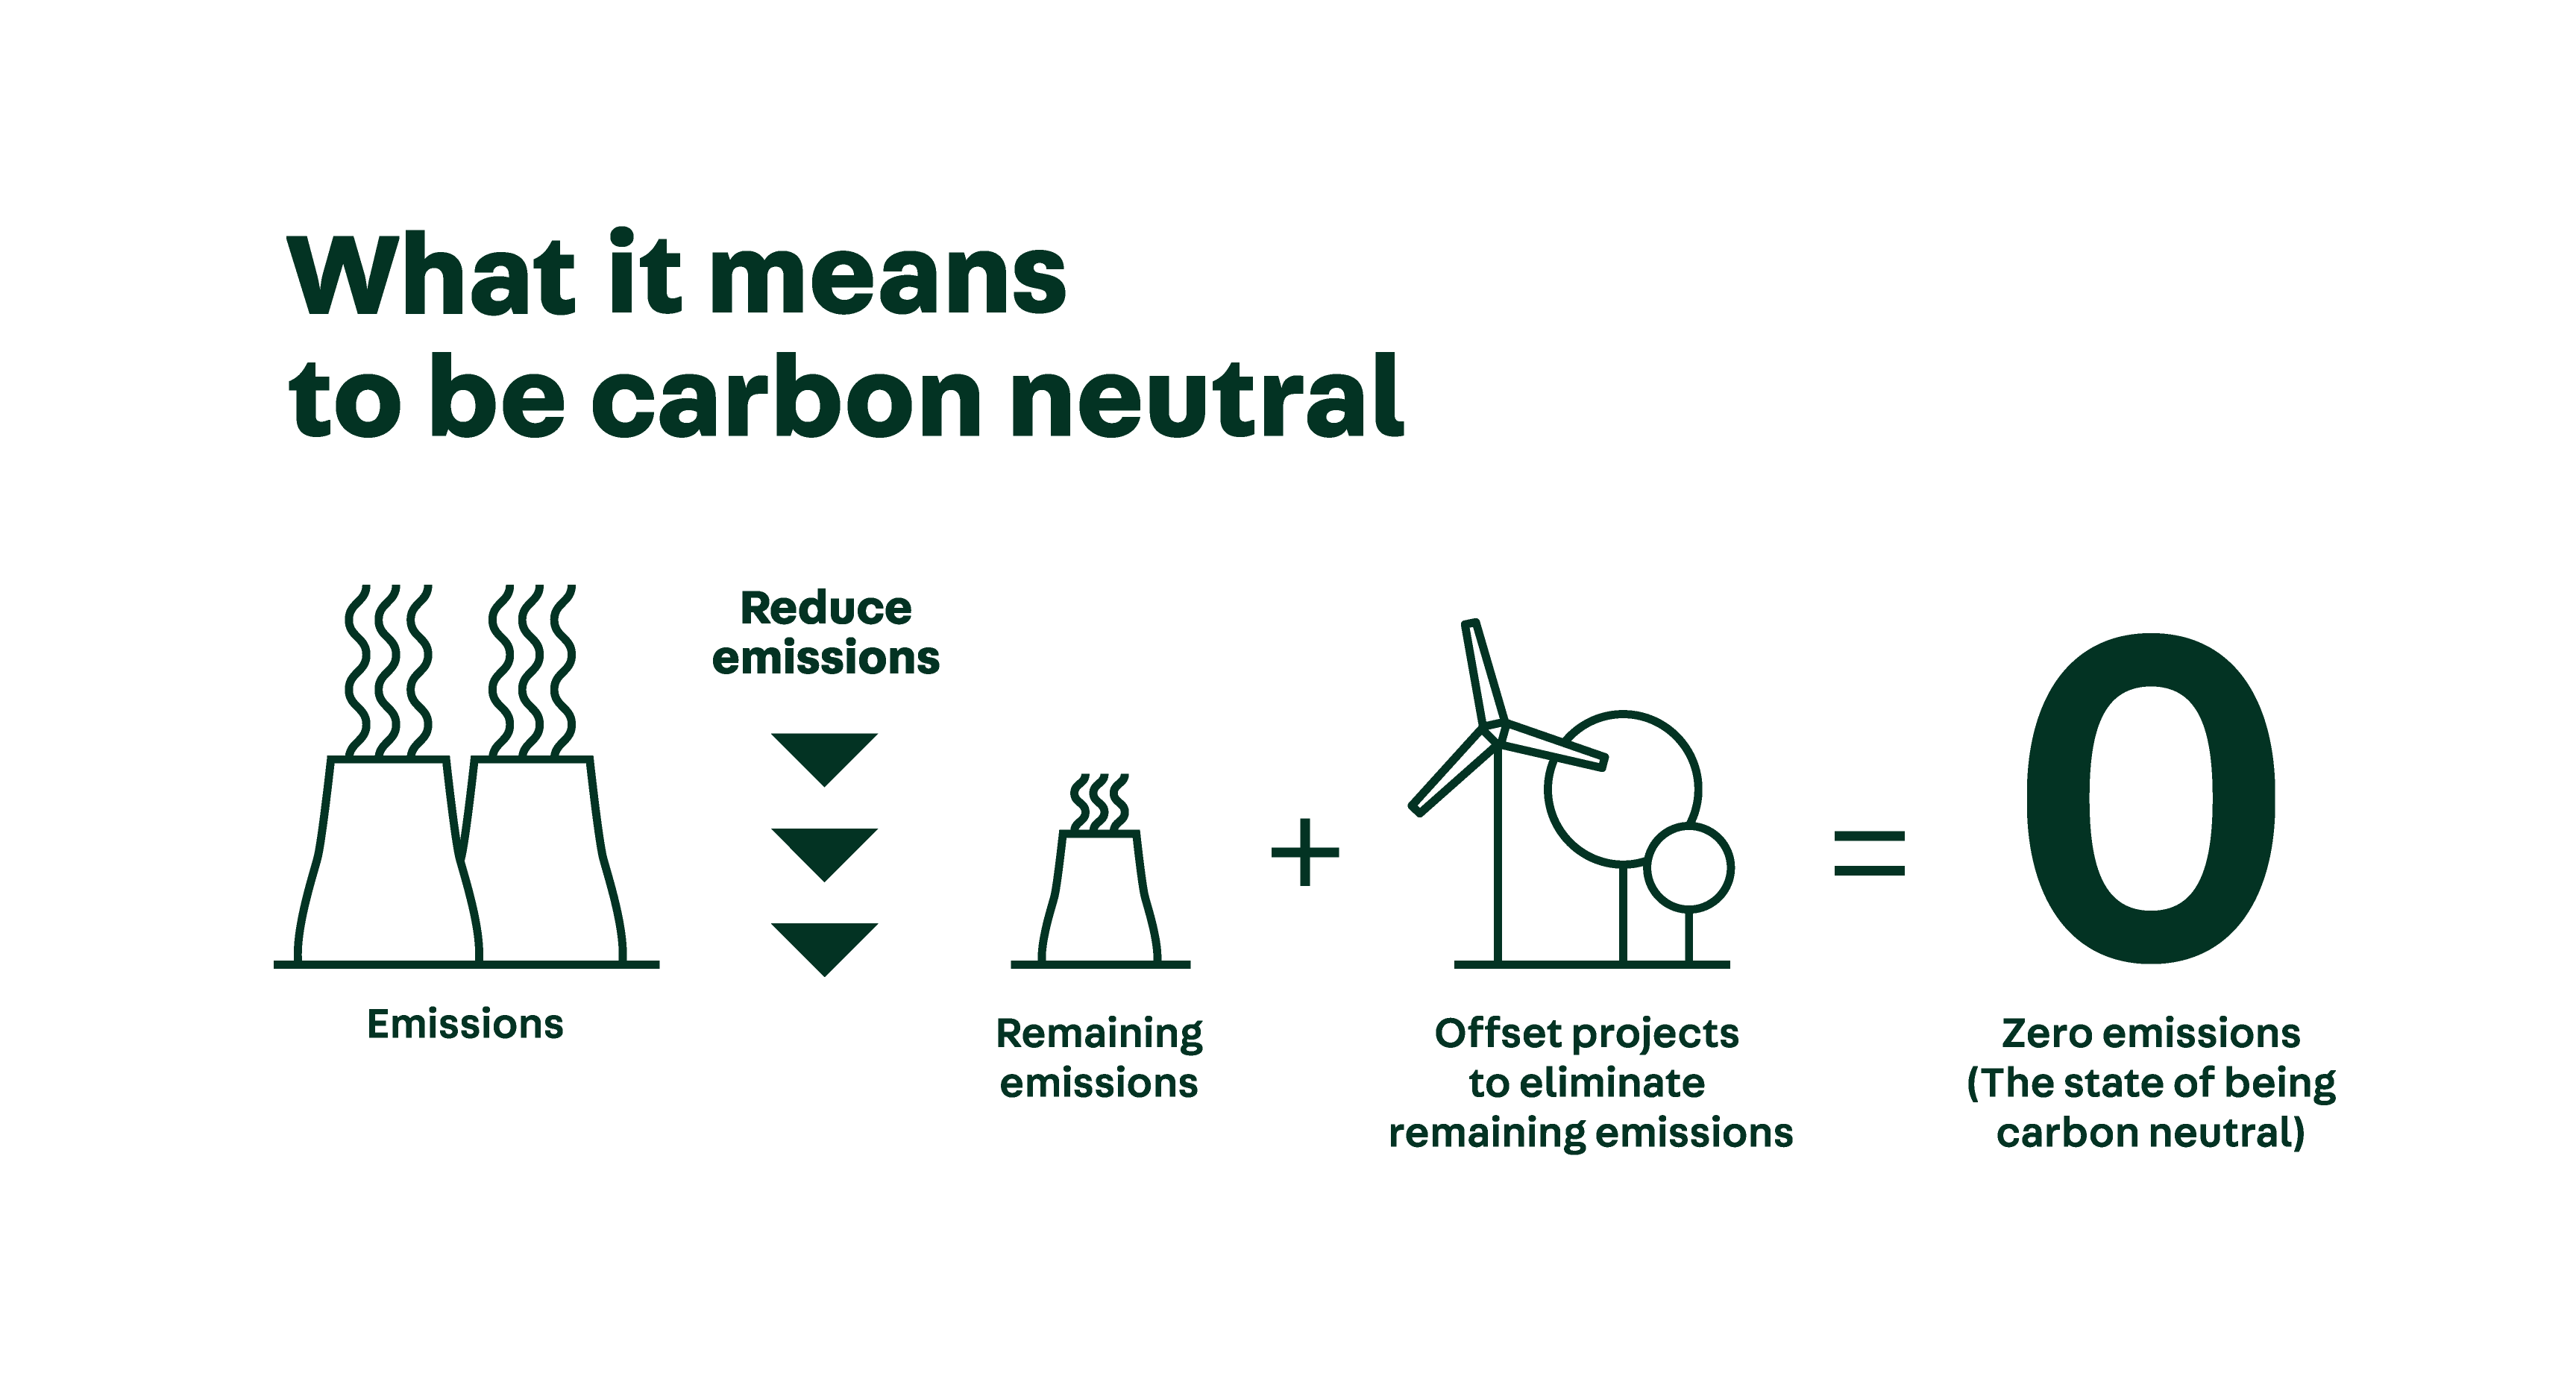 What it means
to be carbon neutral
Reduce
emissions
Emissions
Remaining
emissions
+
Offset projects
to eliminate
remaining emissions
=
0
Zero emissions
(The state of being
carbon neutral)